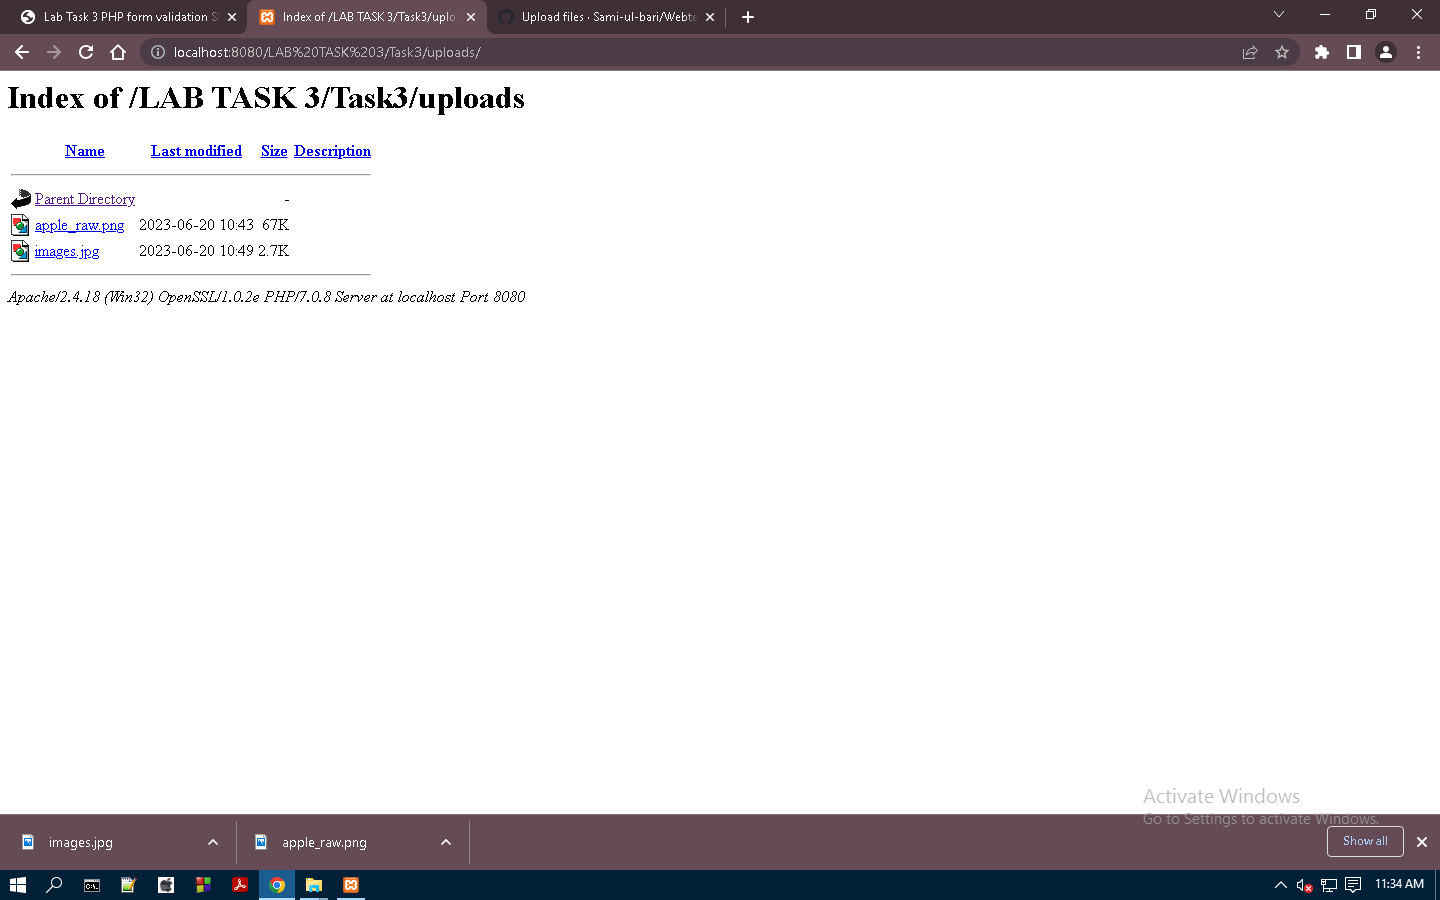 Lab Task 3 PHP form validation
Index of /LAB TASK 3/Task3/uplo
Upload files · Sami-ul-bari/Webte
localhost:8080/LAB%20TASK%203/Task3/uploads/
Index of /LAB TASK 3/Task3/uploads
Name Last modified Size Description
Parent Directory -
apple_raw.png 2023-06-20 10:43 67K
images.jpg 2023-06-20 10:49 2.7K
Apache/2.4.18 (Win32) OpenSSL/1.0.2e PHP/7.0.8 Server at localhost Port 8080
Activate Windows
Go to Settings to activate Windows.
images.jpg
apple_raw.png
Show all
11:34 AM